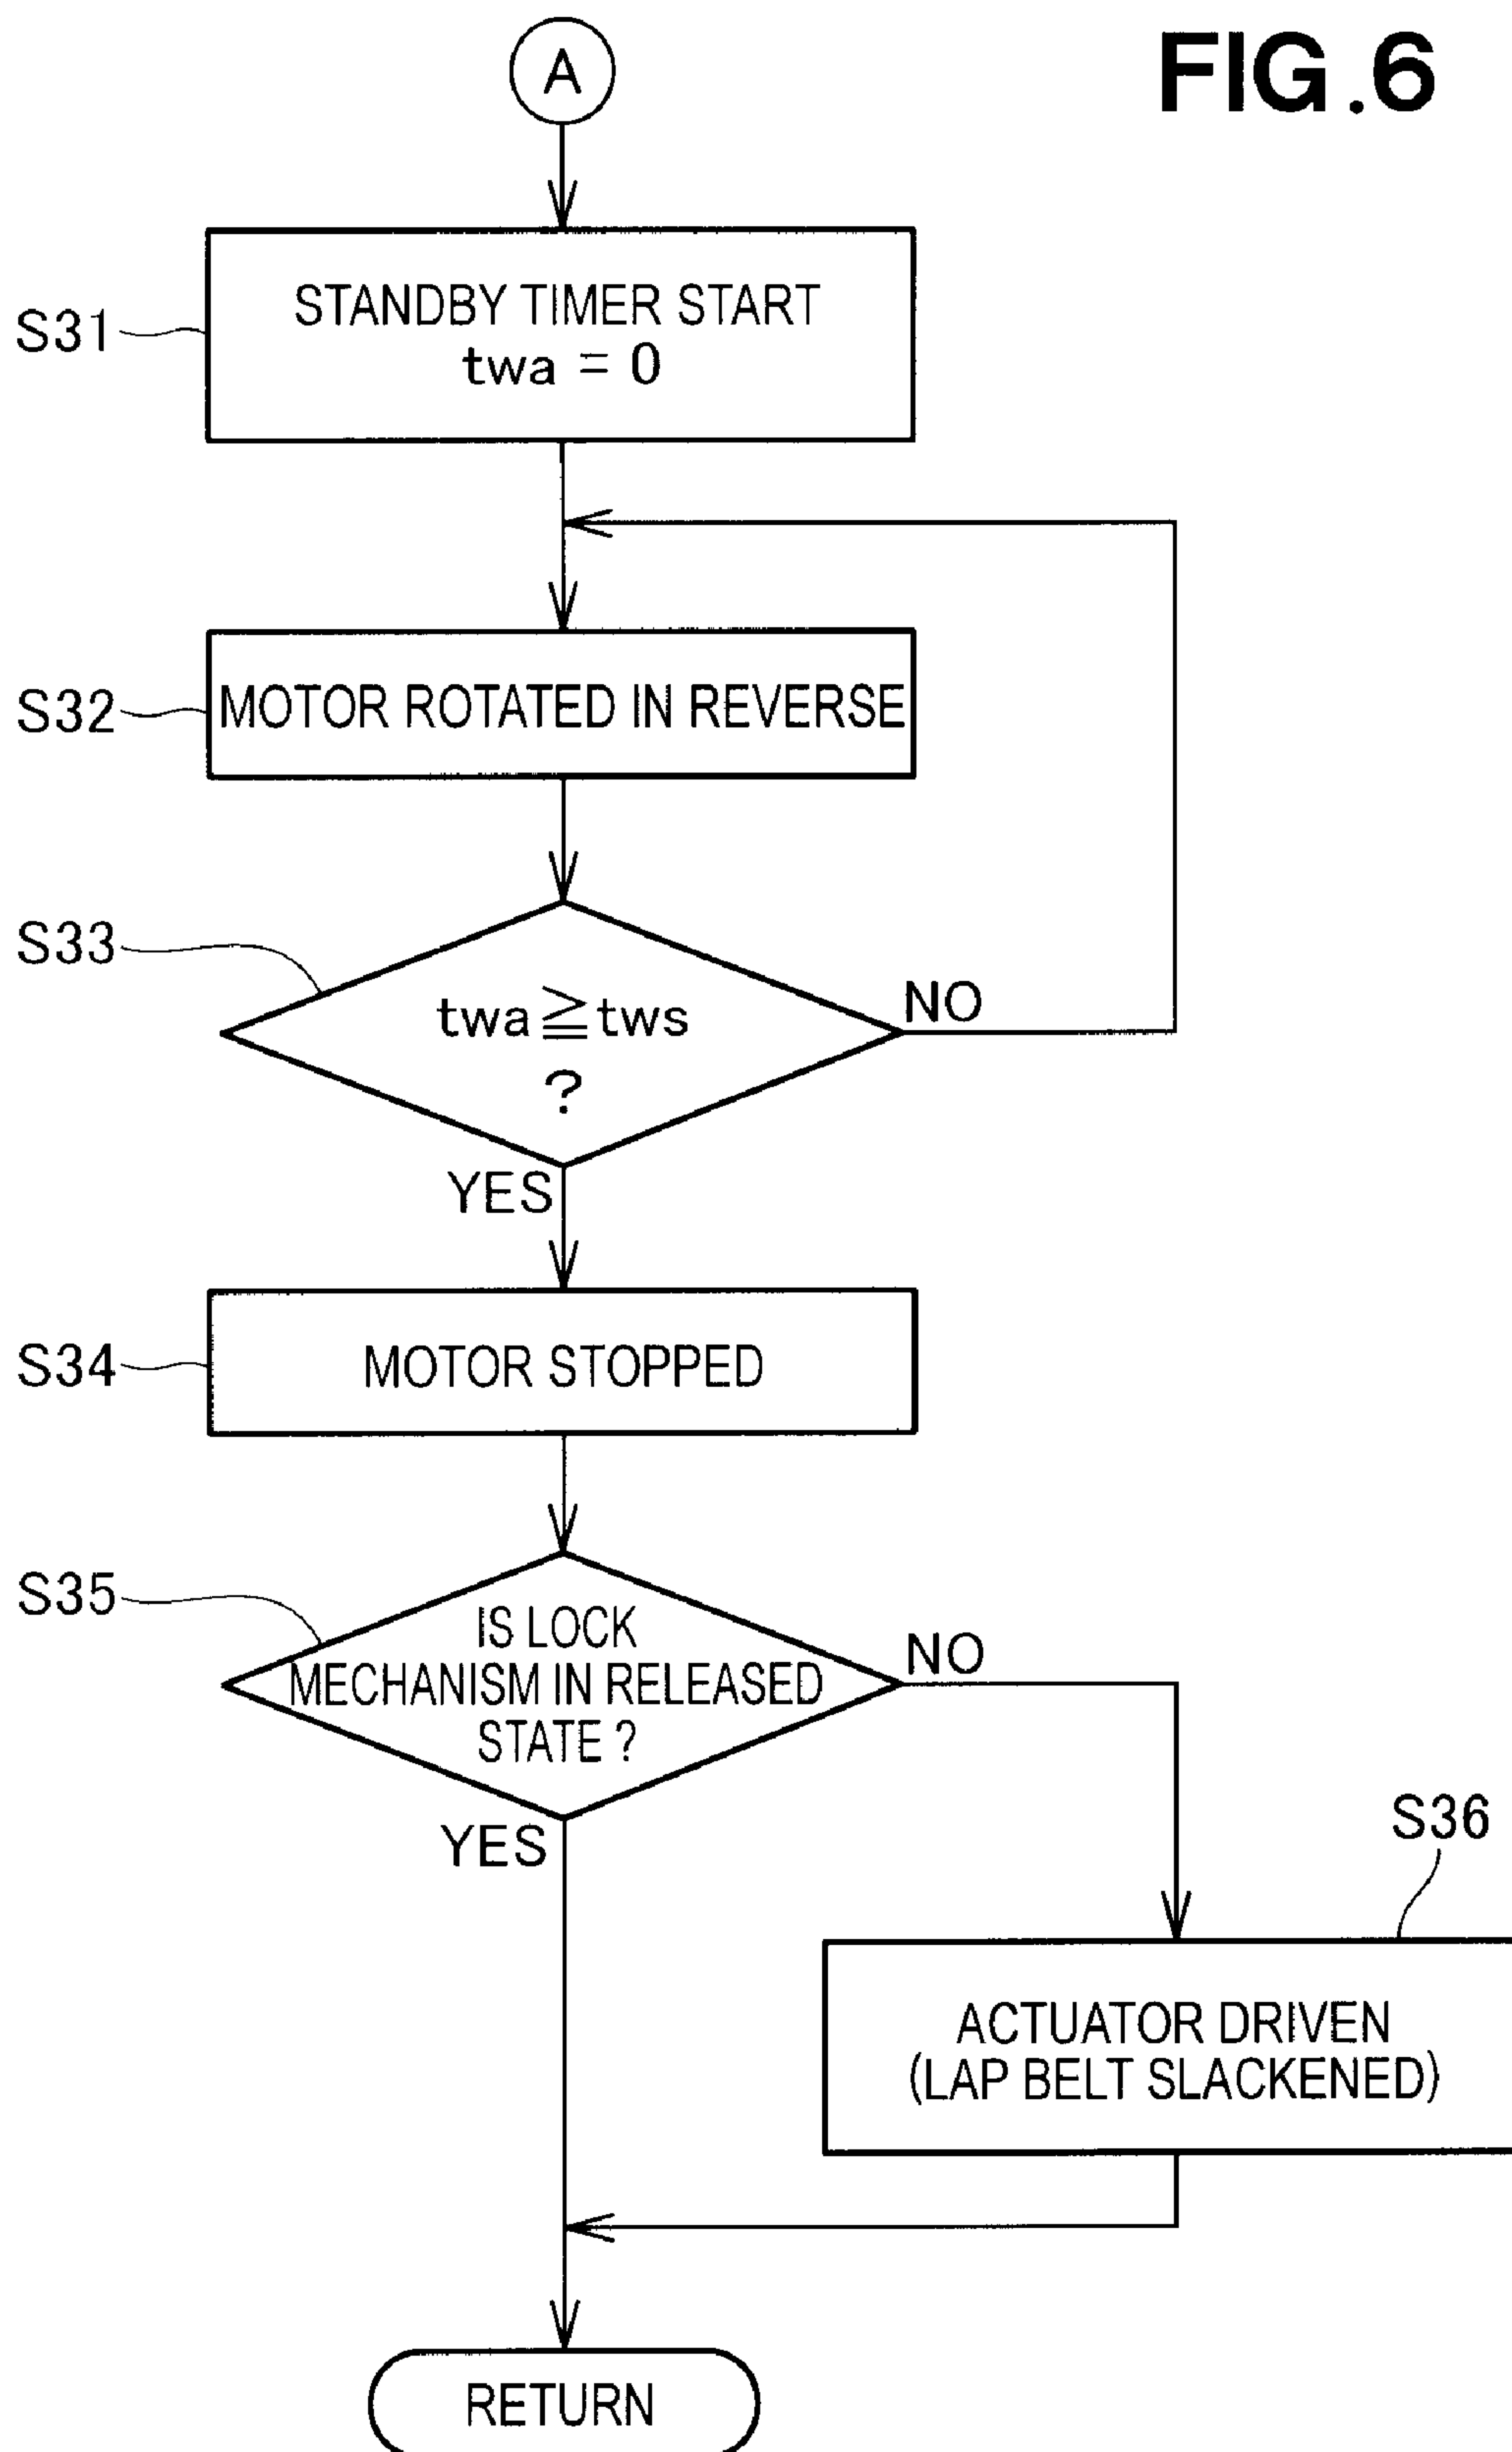 FIG.6
A
S31
STANDBY TIMER START
twa = 0
S32
MOTOR ROTATED IN REVERSE
S33
twa ≧ tws
?
NO
YES
S34
MOTOR STOPPED
S35
IS LOCK
MECHANISM IN RELEASED
STATE ?
NO
YES
S36
ACTUATOR DRIVEN
(LAP BELT SLACKENED)
RETURN